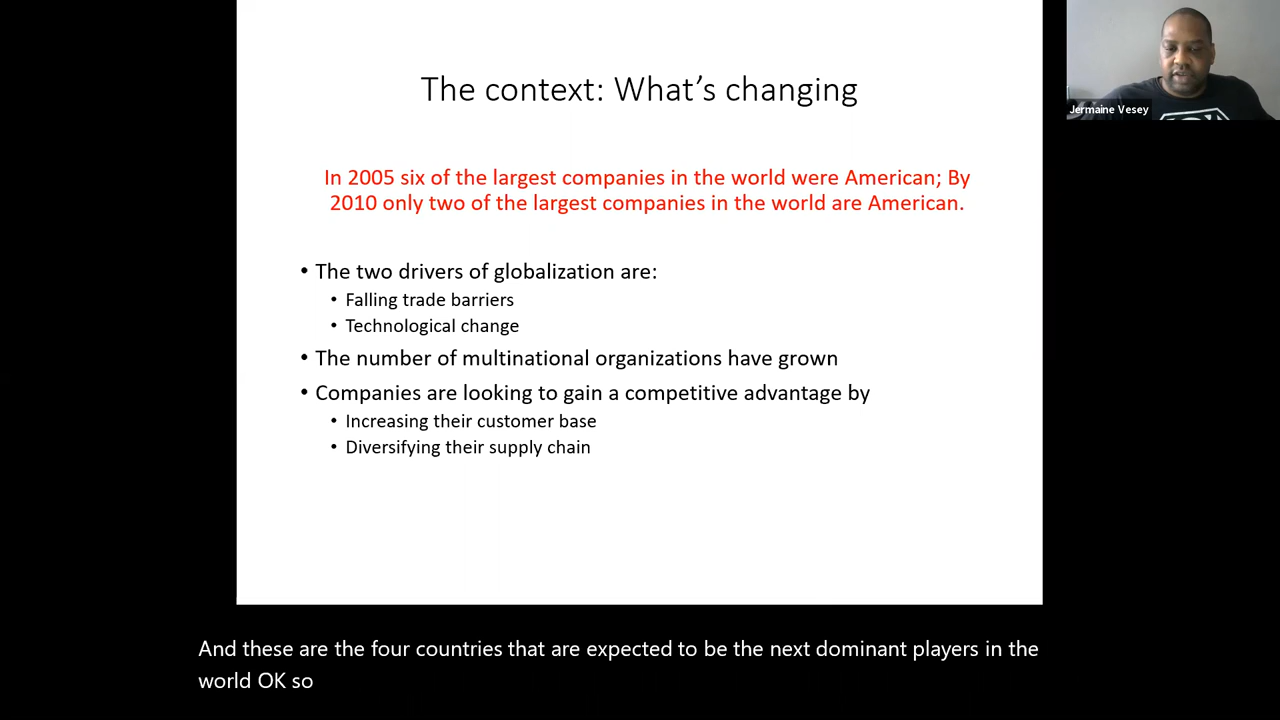 The context: What's changing
Jermaine Vesey
In 2005 six of the largest companies in the world were American; By
2010 only two of the largest companies in the world are American.
• The two drivers of globalization are:
• Falling trade barriers
• Technological change
• The number of multinational organizations have grown
• Companies are looking to gain a competitive advantage by
• Increasing their customer base
• Diversifying their supply chain
And these are the four countries that are expected to be the next dominant players in the
world OK so